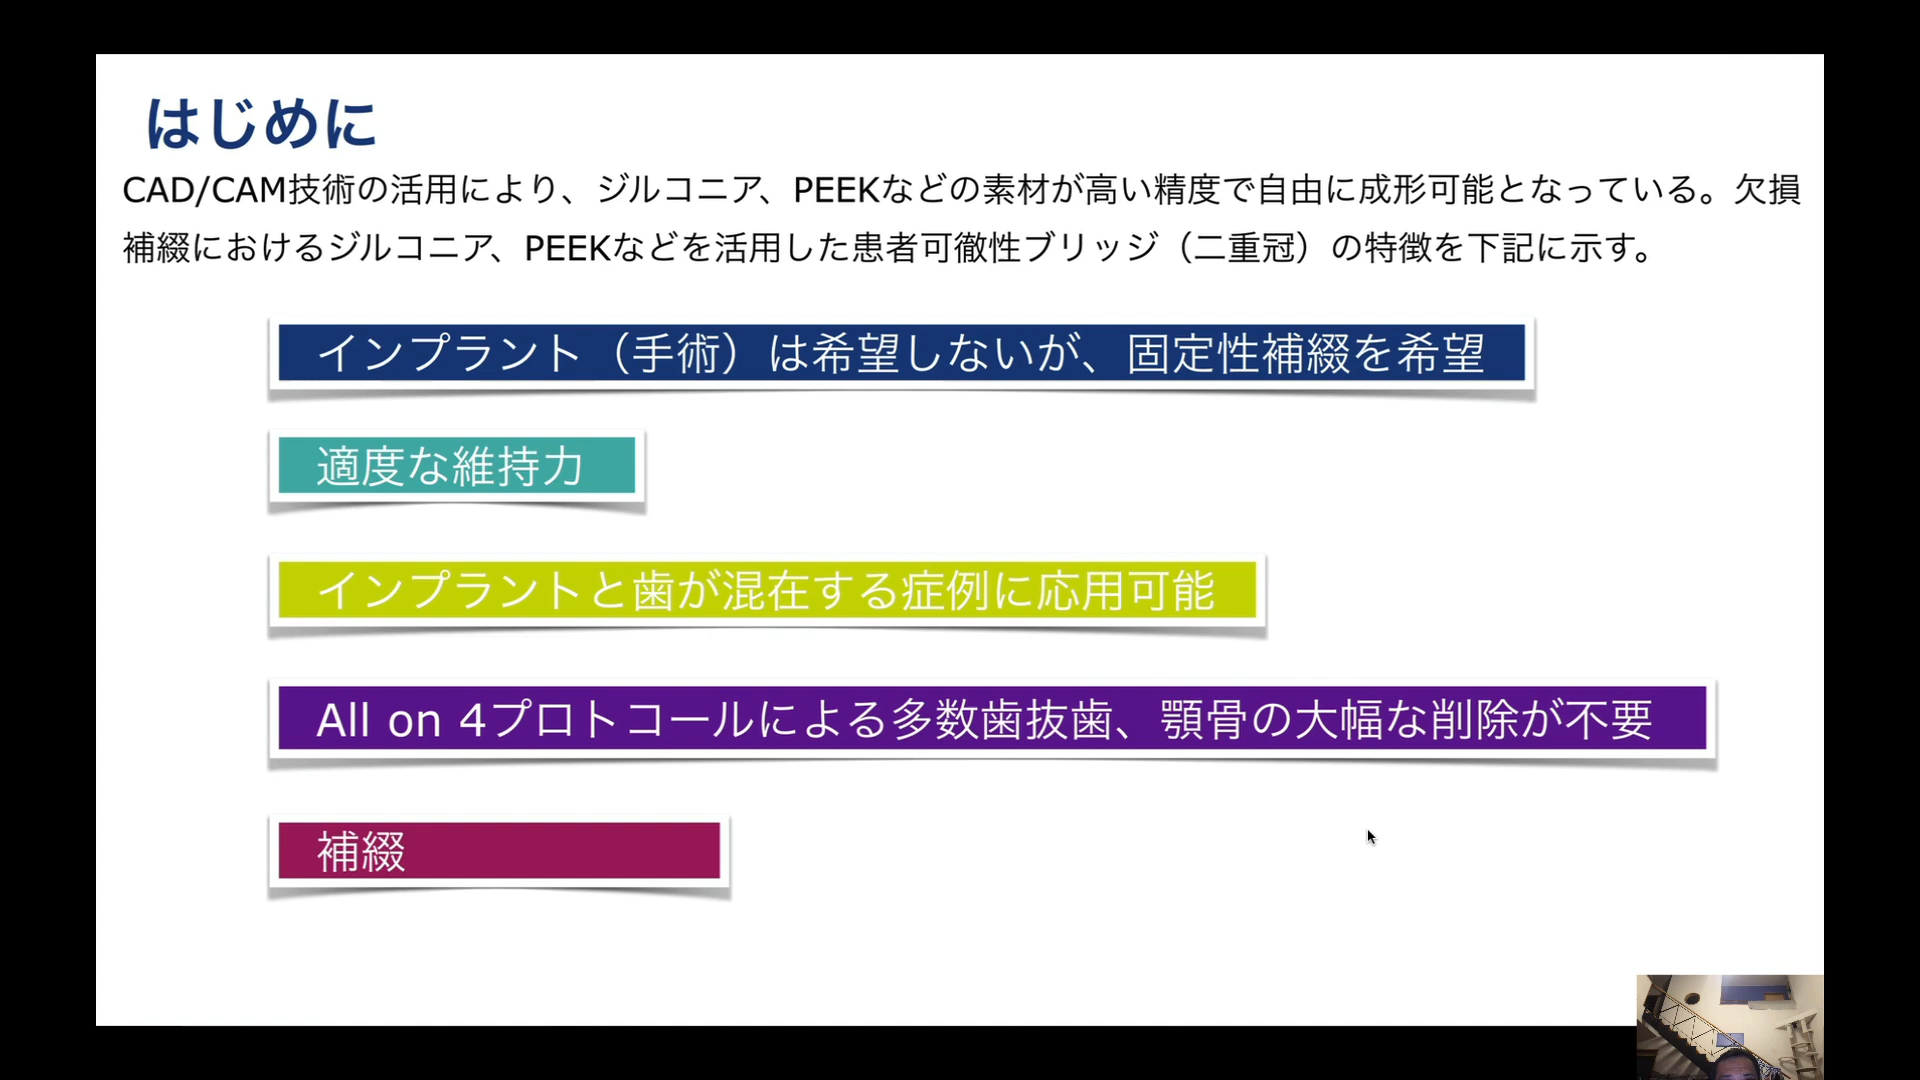 はじめに
CAD/CAM技術の活用により、ジルコニア、PEEKなどの素材が高い精度で自由に成形可能となっている。欠損
補綴におけるジルコニア、PEEKなどを活用した患者可徹性ブリッジ（二重冠）の特徴を下記に示す。
インプラント（手術）は希望しないが、固定性補綴を希望
適度な維持力
インプラントと歯が混在する症例に応用可能
All on 4プロトコールによる多数歯抜歯、顎骨の大幅な削除が不要
補綴